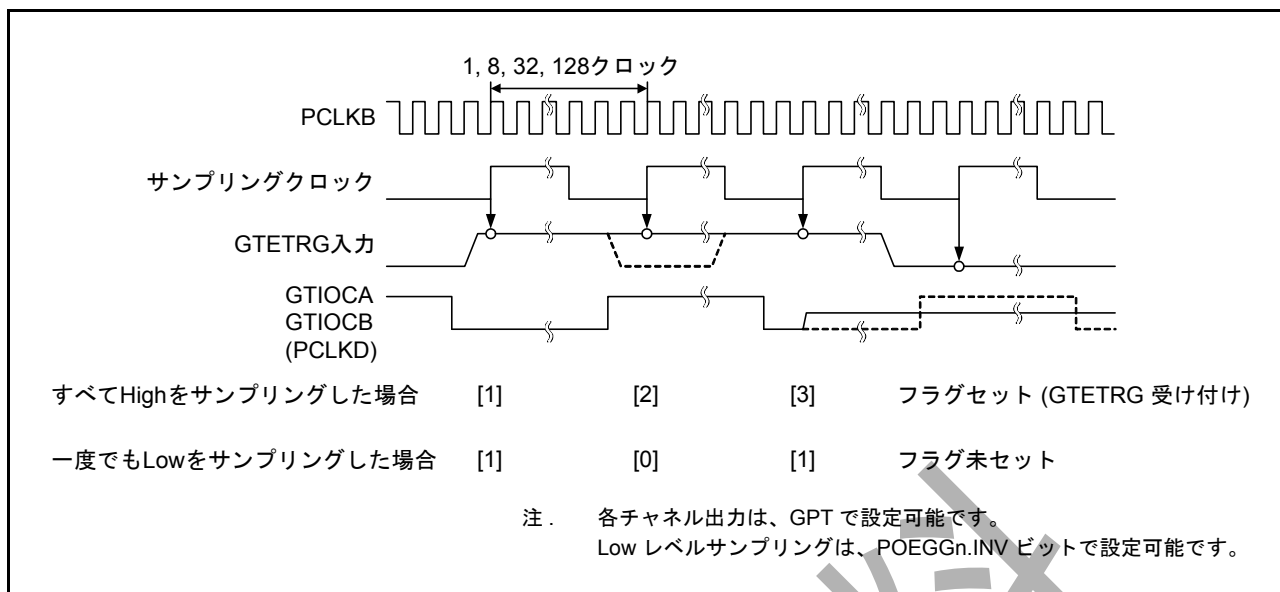 1, 8, 32, 128クロック
PCLKB
サンプリングクロック
GTETRG入力
GTIOCA
GTIOCB
(PCLKD)
すべてHighをサンプリングした場合 [1] [2] [3] フラグセット (GTETRG 受け付け)
一度でもLowをサンプリングした場合 [1] [0] [1] フラグ未セット
注 . 各チャネル出力は、GPT で設定可能です。
Low レベルサンプリングは、POEGGn.INV ビットで設定可能です。